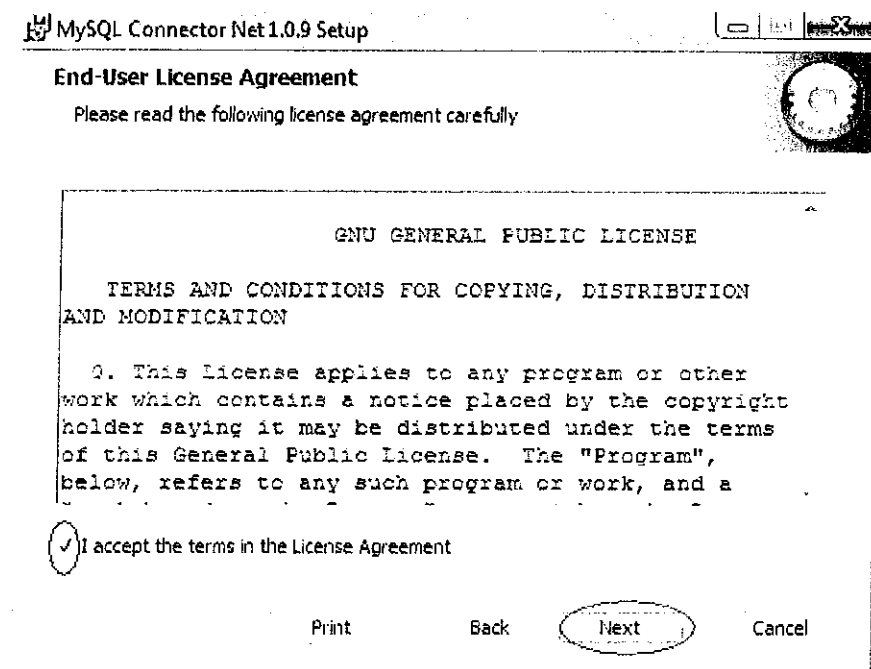 MySQL Connector Net 1.0.9 Setup
End-User License Agreement
Please read the following license agreement carefully
GNU GENERAL PUBLIC LICENSE
TERMS AND CONDITIONS FOR COPYING, DISTRIBUTION
AND MODIFICATION
0. This License applies to any program or other
work which contains a notice placed by the copyright
holder saying it may be distributed under the terms
of this General Public License. The "Program",
below, refers to any such program or work, and a
I accept the terms in the License Agreement
Print Back Next Cancel